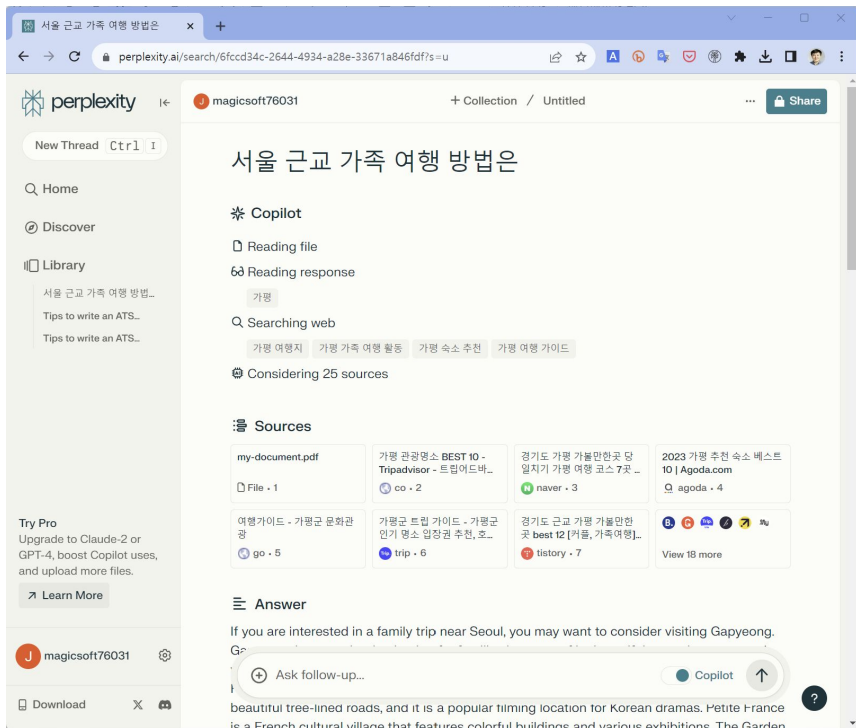 서울 근교 가족 여행 방법은
perplexity.ai/search/6fccd34c-2644-4934-a28e-33671a846fdf?s=u
perplexity
New Thread Ctrl I
Home
Discover
Library
서울 근교 가족 여행 방법...
Tips to write an ATS...
Tips to write an ATS...
Try Pro
Upgrade to Claude-2 or
GPT-4, boost Copilot uses,
and upload more files.
Learn More
J magicsoft76031
Download
J magicsoft76031
+ Collection / Untitled
... Share
서울 근교 가족 여행 방법은
Copilot
Reading file
Reading response
가평
Searching web
가평 여행지 가평 가족 여행 활동 가평 숙소 추천 가평 여행 가이드
Considering 25 sources
Sources
my-document.pdf
File • 1
가평 관광명소 BEST 10 -
Tripadvisor - 트립어드바...
co • 2
경기도 가평 가볼만한곳 당
일치기 가평 여행 코스 7곳 ...
naver • 3
2023 가평 추천 숙소 베스트
10 | Agoda.com
agoda • 4
여행가이드 - 가평군 문화관
광
go • 5
가평군 트립 가이드 - 가평군
인기 명소 입장권 추천, 호...
trip • 6
경기도 근교 가평 가볼만한
곳 best 12 [커플, 가족여행]...
tistory • 7
View 18 more
Answer
If you are interested in a family trip near Seoul, you may want to consider visiting Gapyeong.
Ask follow-up...
Copilot
beautiful tree-lined roads, and it is a popular filming location for Korean dramas. Petite France
is a French cultural village that features colorful buildings and various exhibitions. The Garden
?